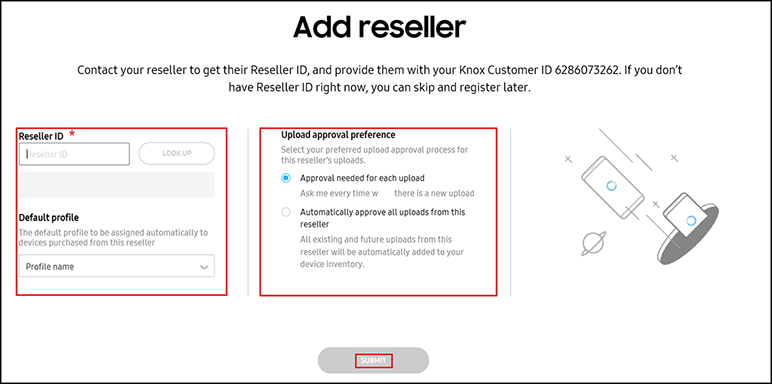 Add reseller
Contact your reseller to get their Reseller ID, and provide them with your Knox Customer ID 6286073262. If you don't
have Reseller ID right now, you can skip and register later.
Reseller ID *
Reseller ID
LOOK UP
Default profile
The default profile to be assigned automatically to
devices purchased from this reseller
Profile name
Upload approval preference
Select your preferred upload approval process for
this reseller's uploads.
Approval needed for each upload
Ask me every time w there is a new upload
Automatically approve all uploads from this
reseller
All existing and future uploads from this
reseller will be automatically added to your
device inventory.
SUBMIT